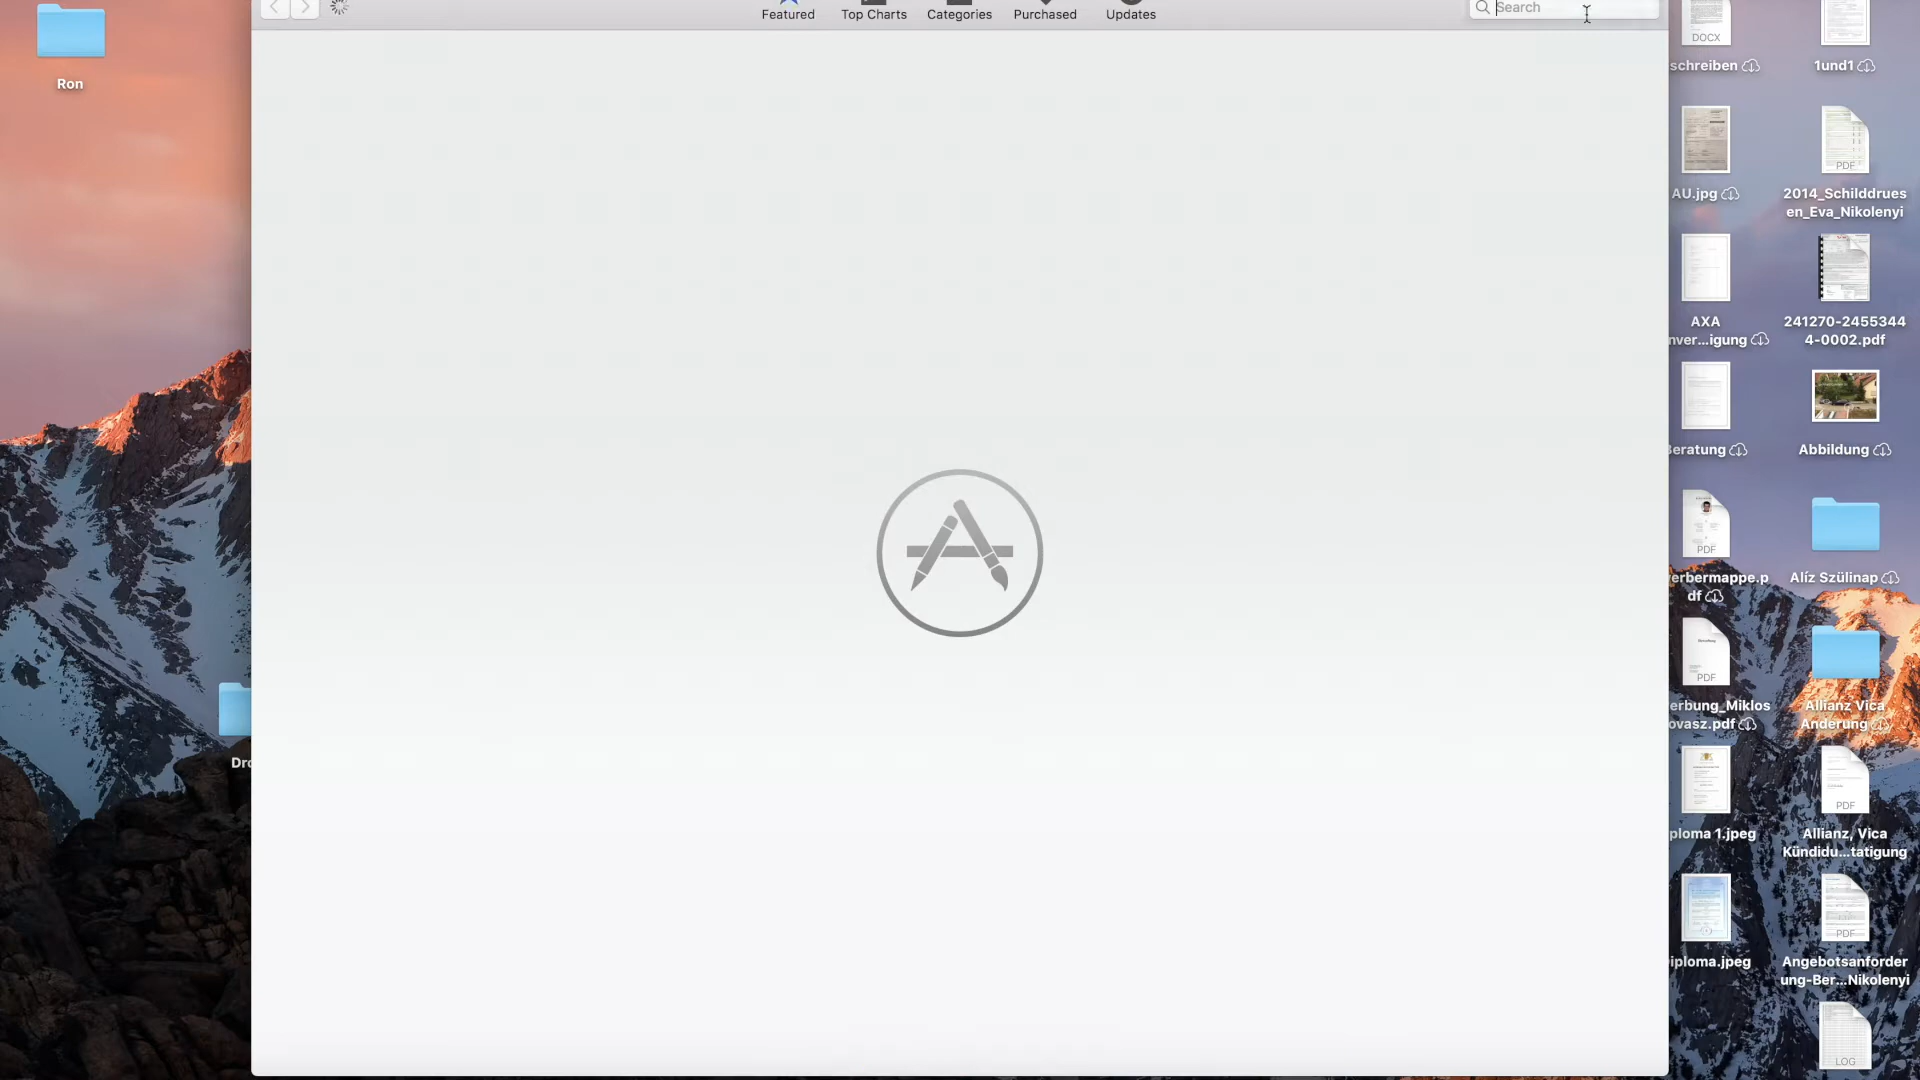 Featured
Top Charts
Categories
Purchased
Updates
Search
Ron
Dro
DOCX
schreiben
1und1
AU.jpg
PDF
2014_Schilddrues
en_Eva_Nikolenyi
AXA
nver...igung
241270-2455344
4-0002.pdf
Beratung
Abbildung
PDF
erbermappe.p
df
Alíz Szülinap
PDF
erbung_Miklos
ovasz.pdf
Allianz Vica
Änderung
ploma 1.jpeg
PDF
Allianz, Vica
Kündidu...tatigung
iploma.jpeg
PDF
Angebotsanforder
ung-Ber...Nikolenyi
LOG